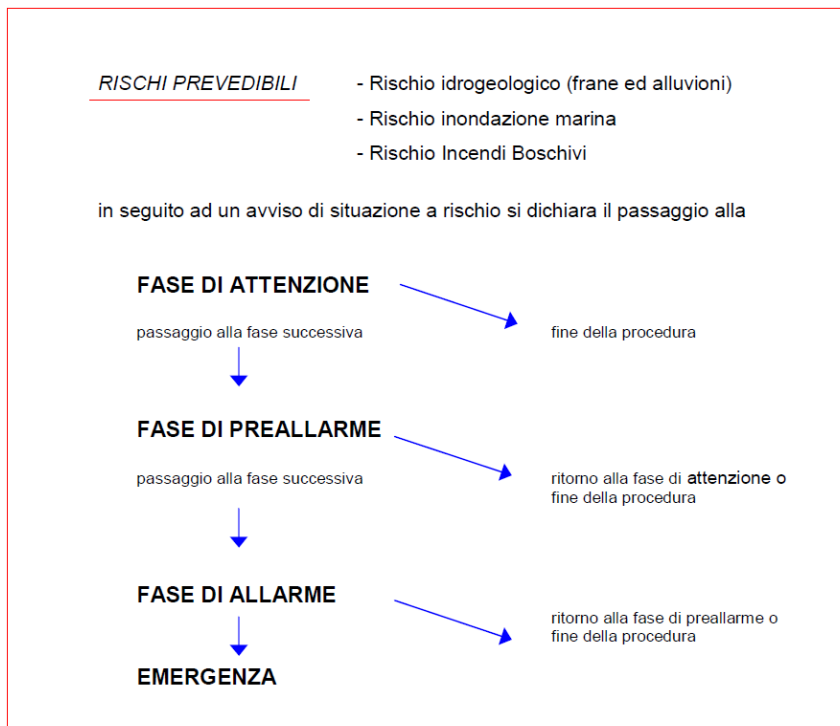 RISCHI PREVEDIBILI - Rischio idrogeologico (frane ed alluvioni)
- Rischio inondazione marina
- Rischio Incendi Boschivi
in seguito ad un avviso di situazione a rischio si dichiara il passaggio alla
FASE DI ATTENZIONE
passaggio alla fase successiva fine della procedura
FASE DI PREALLARME
passaggio alla fase successiva ritorno alla fase di attenzione o
fine della procedura
FASE DI ALLARME
ritorno alla fase di preallarme o
fine della procedura
EMERGENZA